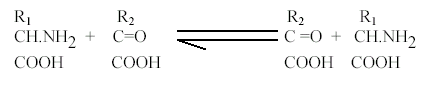 R₁ R₂ R₂ R₁
CH.NH₂ + C=O C =O + CH.NH₂
COOH COOH COOH COOH